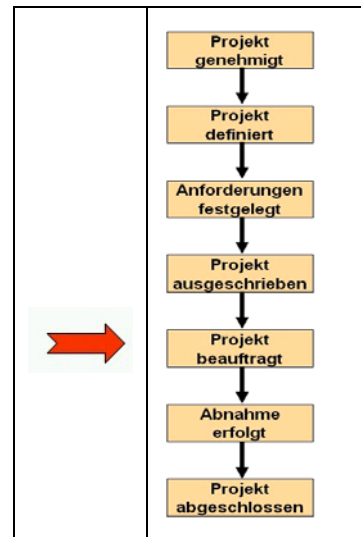 Projekt
genehmigt
Projekt
definiert
Anforderungen
festgelegt
Projekt
ausgeschrieben
Projekt
beauftragt
Abnahme
erfolgt
Projekt
abgeschlossen